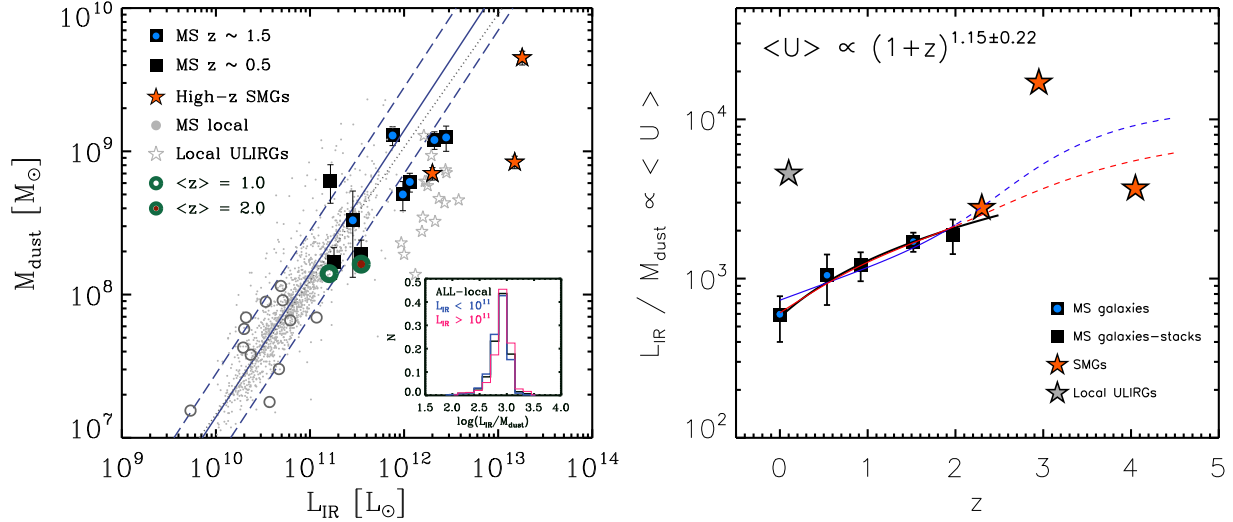 10^10
10^9
10^8
10^7
M_dust [M_⊙]
MS z ~ 1.5
MS z ~ 0.5
High-z SMGs
MS local
Local ULIRGs
<z> = 1.0
<z> = 2.0
ALL-local
L_IR < 10^11
L_IR > 10^11
0.5
0.4
0.3
0.2
0.1
0.0
N
1.5 2.0 2.5 3.0 3.5 4.0
log(L_IR/M_dust)
10^9 10^10 10^11 10^12 10^13 10^14
L_IR [L_⊙]
<U> ∝ (1+z)^1.15±0.22
10^4
10^3
10^2
L_IR / M_dust ∝ < U >
MS galaxies
MS galaxies-stacks
SMGs
Local ULIRGs
0 1 2 3 4 5
z